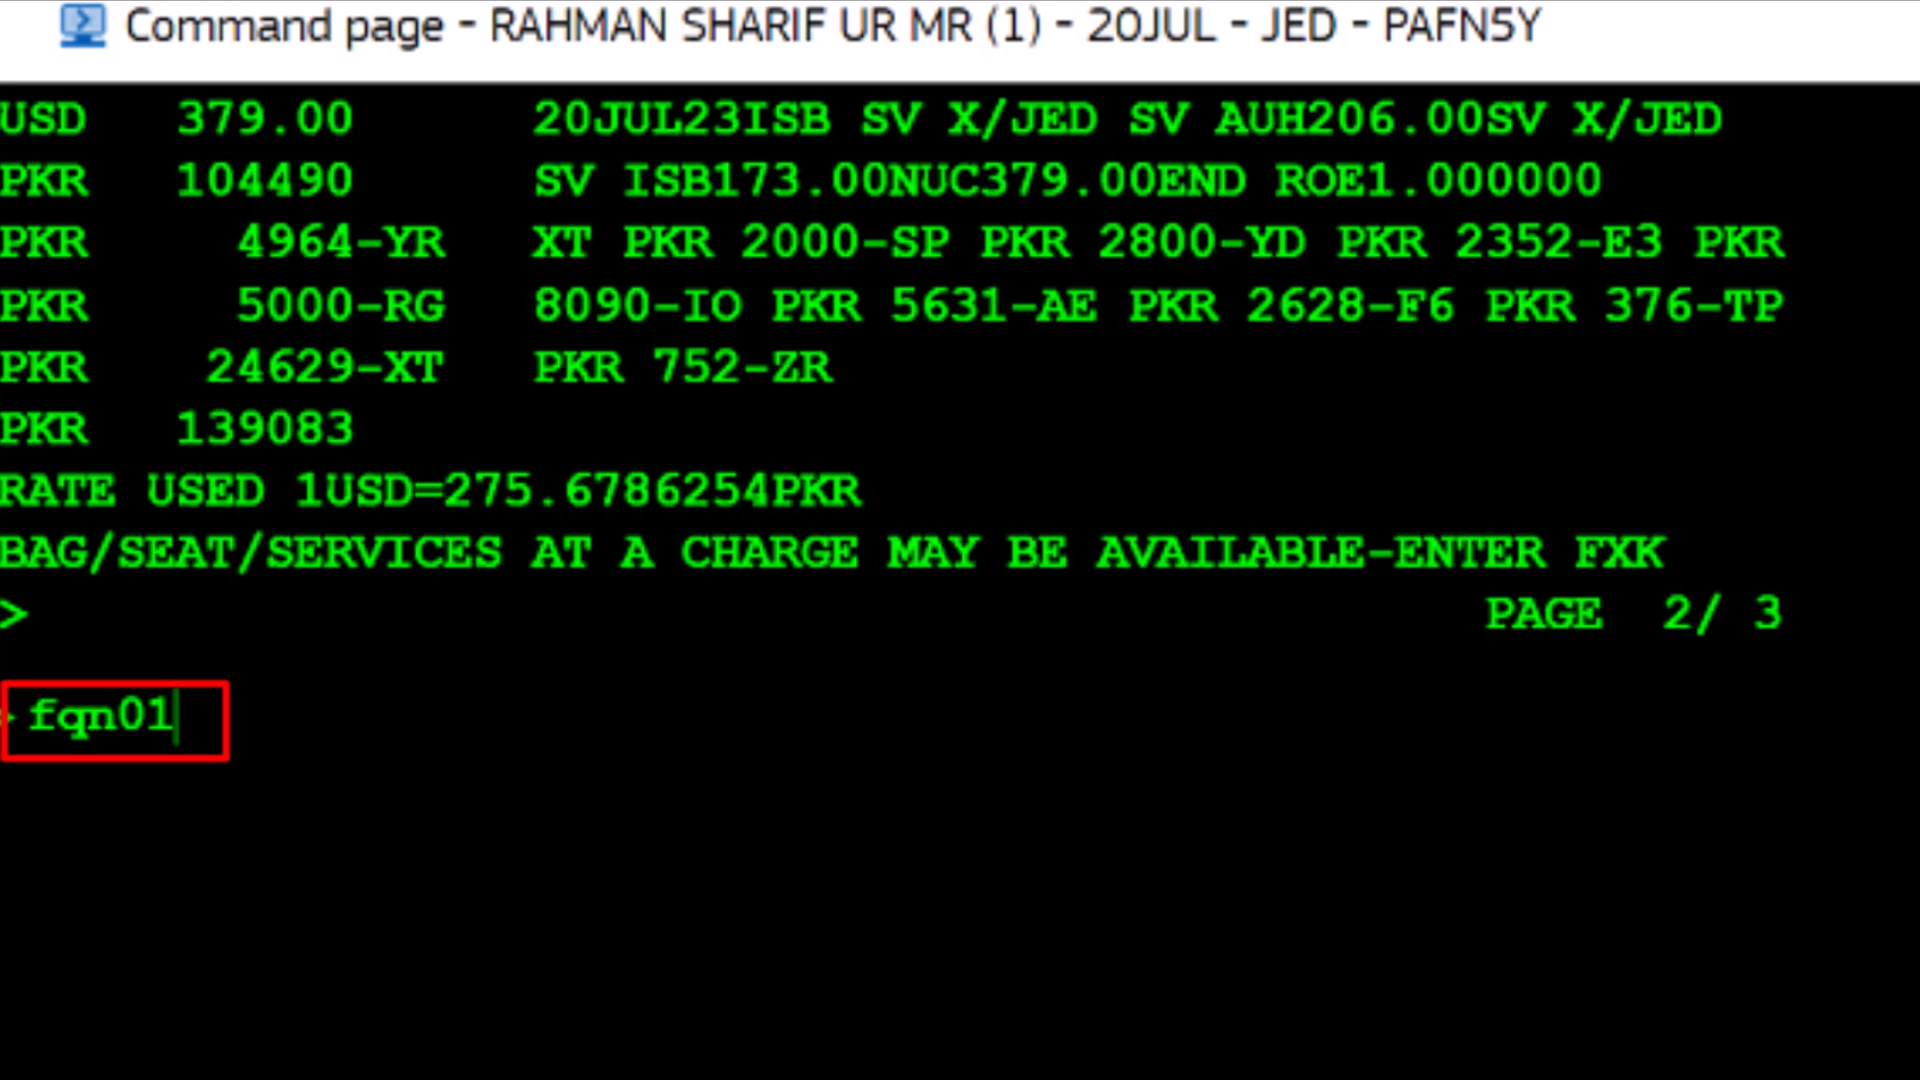 Command page - RAHMAN SHARIF UR MR (1) - 20JUL - JED - PAFN5Y
USD 379.00 20JUL23ISB SV X/JED SV AUH206.00SV X/JED
PKR 104490 SV ISB173.00NUC379.00END ROE1.000000
PKR 4964-YR XT PKR 2000-SP PKR 2800-YD PKR 2352-E3 PKR
PKR 5000-RG 8090-IO PKR 5631-AE PKR 2628-F6 PKR 376-TP
PKR 24629-XT PKR 752-ZR
PKR 139083
RATE USED 1USD=275.6786254PKR
BAG/SEAT/SERVICES AT A CHARGE MAY BE AVAILABLE-ENTER FXK
> PAGE 2/ 3
> fqn01